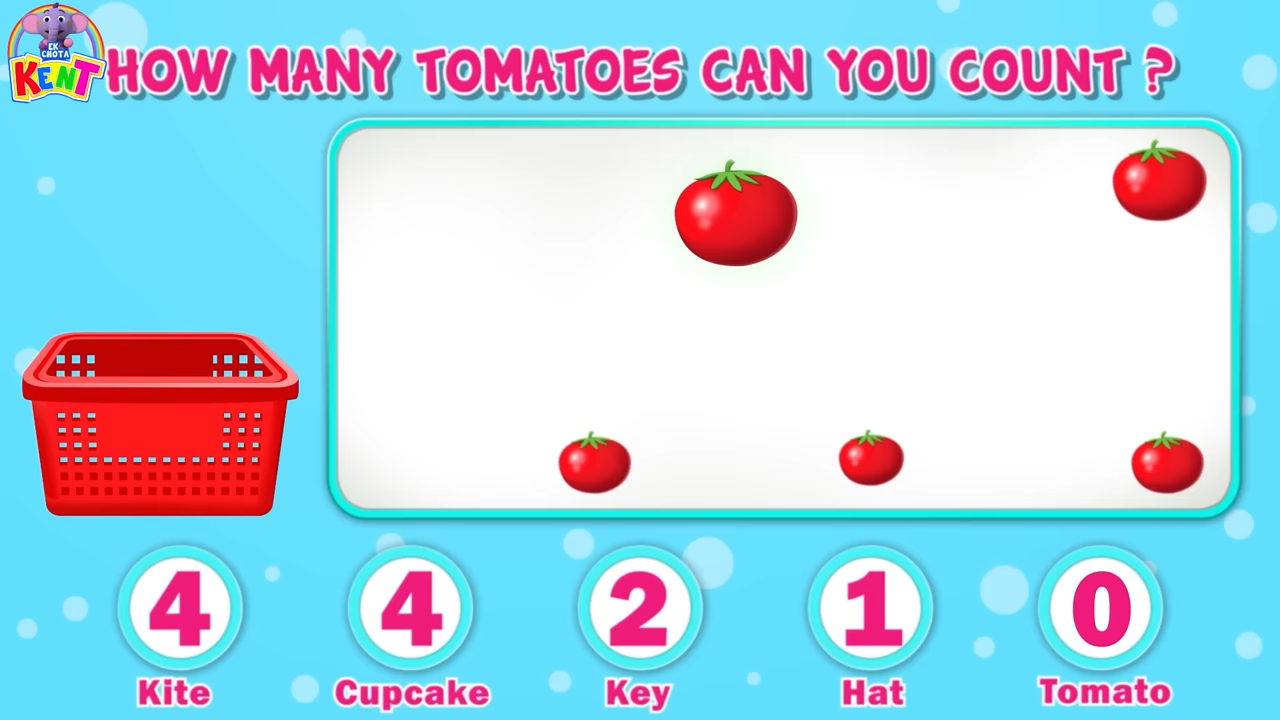 EK
CHOTA
KENT
HOW MANY TOMATOES CAN YOU COUNT ?
4 4 2 1 0
Kite Cupcake Key Hat Tomato